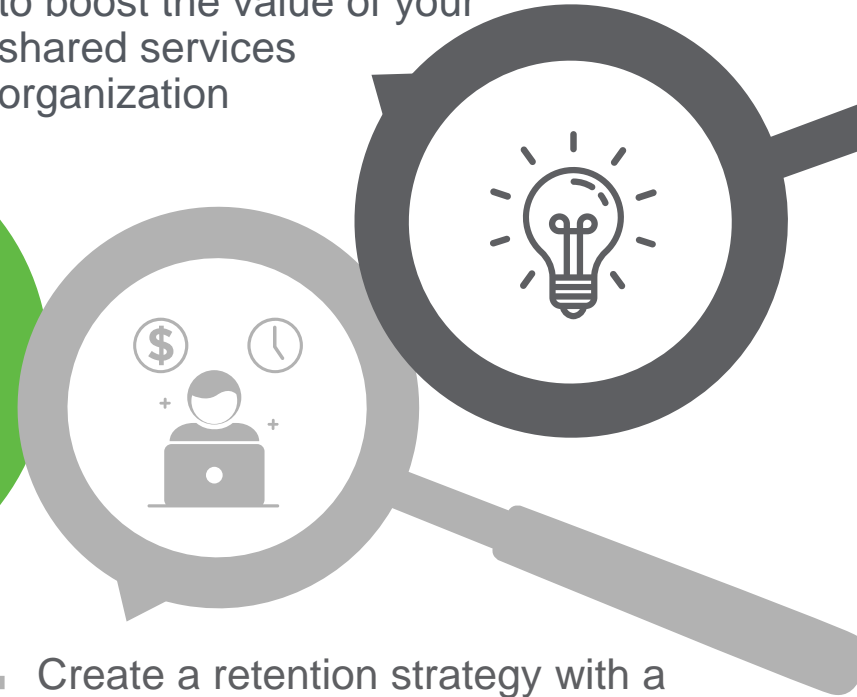 to boost the value of your
shared services
organization
$
Create a retention strategy with a